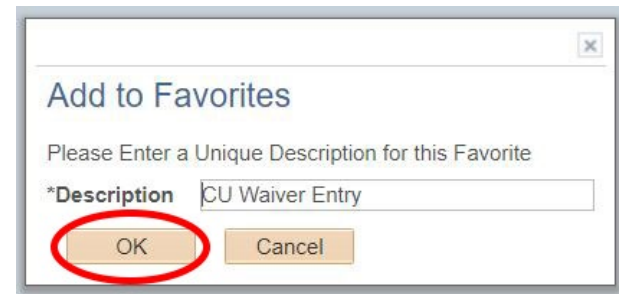 Add to Favorites
Please Enter a Unique Description for this Favorite
*Description CU Waiver Entry
OK Cancel